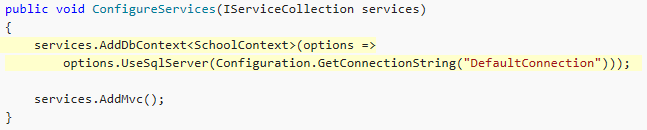 public void ConfigureServices(IServiceCollection services)
{
    services.AddDbContext<SchoolContext>(options =>
        options.UseSqlServer(Configuration.GetConnectionString("DefaultConnection")));

    services.AddMvc();
}